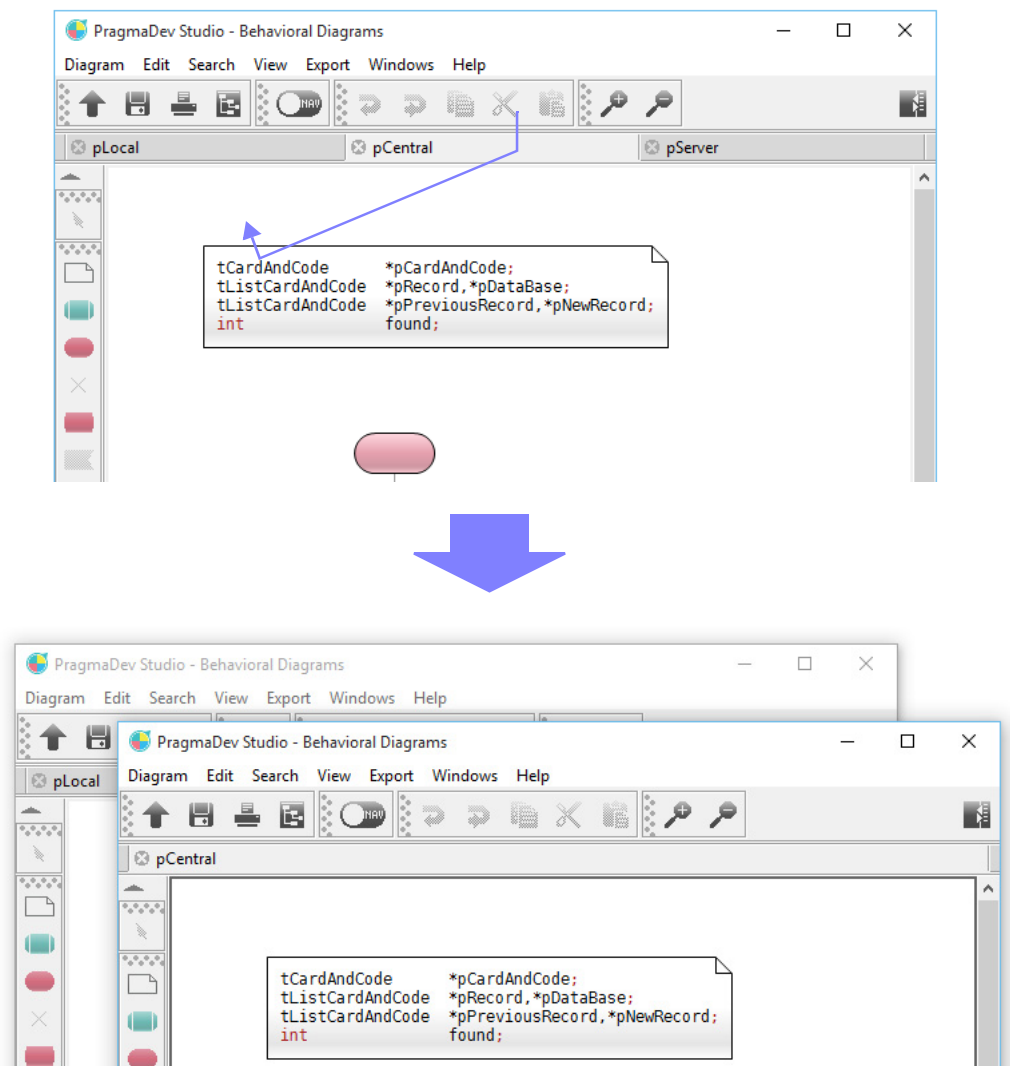 PragmaDev Studio - Behavioral Diagrams
Diagram Edit Search View Export Windows Help
NAV
pLocal pCentral pServer
tCardAndCode *pCardAndCode;
tListCardAndCode *pRecord,*pDataBase;
tListCardAndCode *pPreviousRecord,*pNewRecord;
int found;
PragmaDev Studio - Behavioral Diagrams
Diagram Edit Search View Export Windows Help
pLocal
PragmaDev Studio - Behavioral Diagrams
Diagram Edit Search View Export Windows Help
NAV
pCentral
tCardAndCode *pCardAndCode;
tListCardAndCode *pRecord,*pDataBase;
tListCardAndCode *pPreviousRecord,*pNewRecord;
int found;